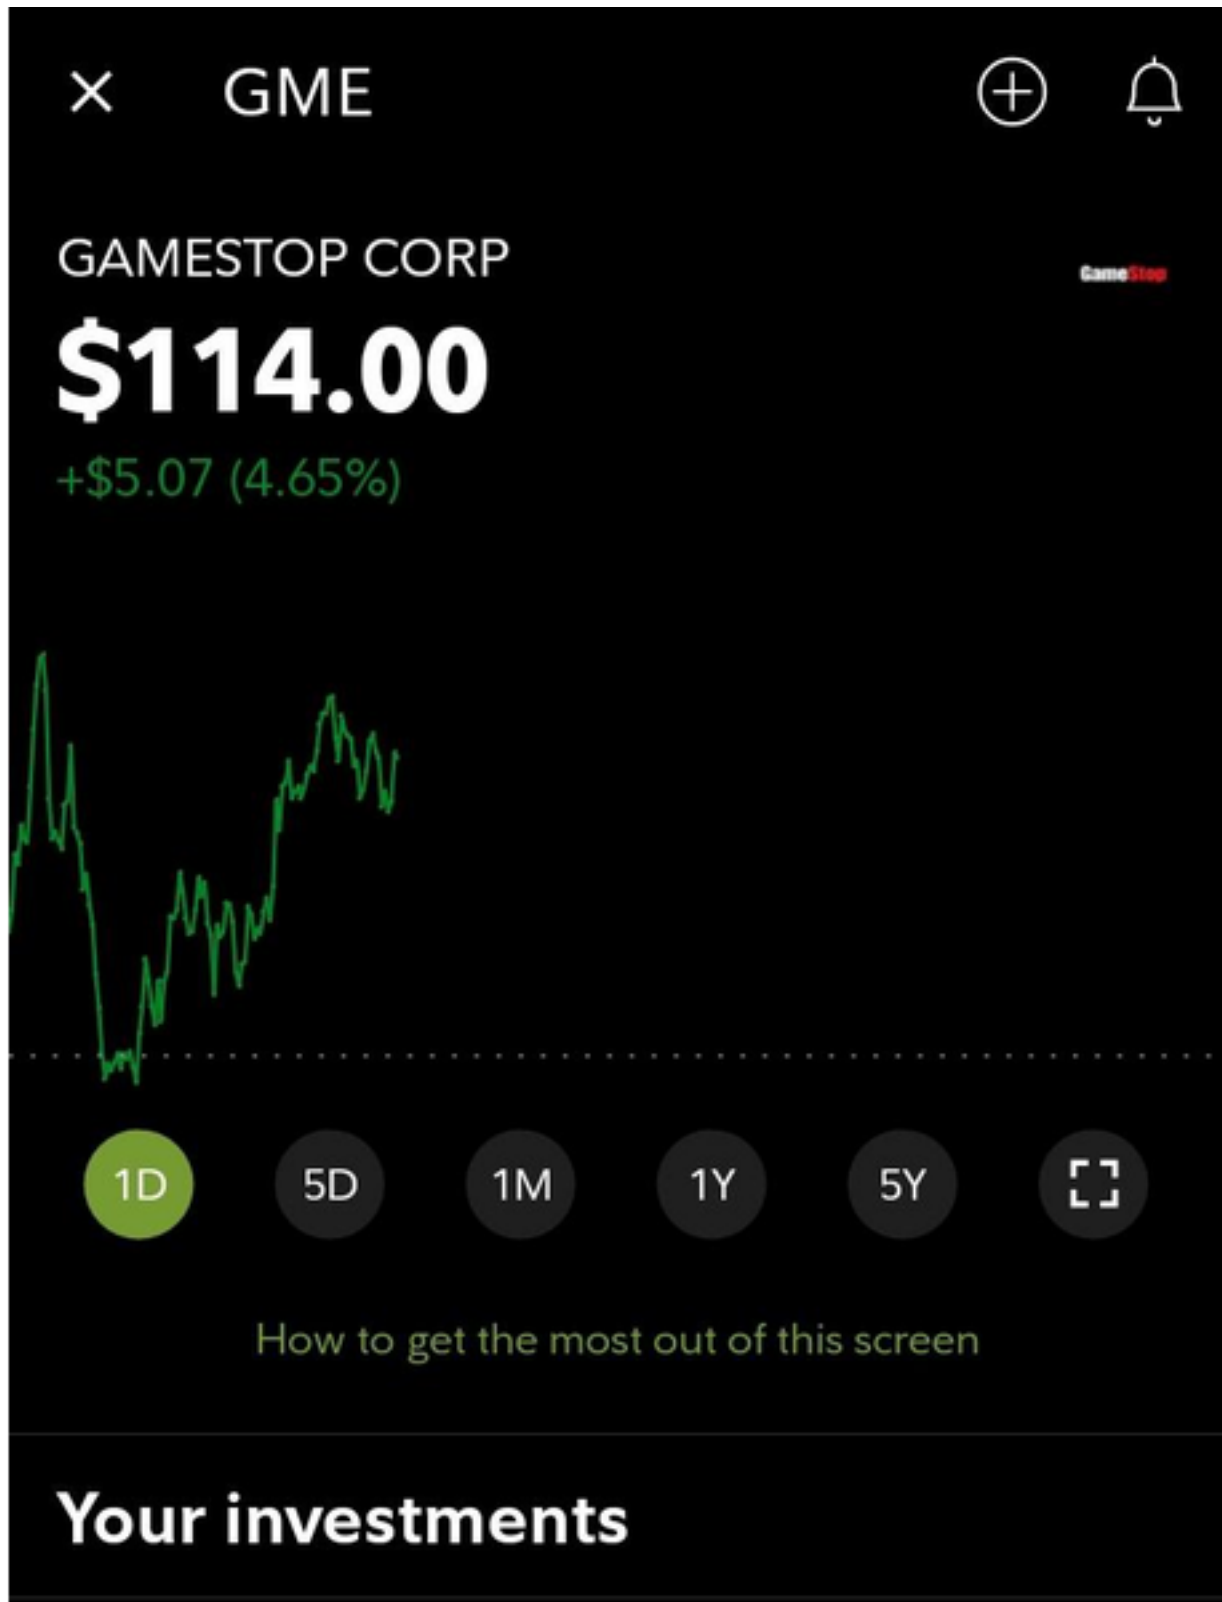 GME
GAMESTOP CORP
GameStop
$114.00
+$5.07 (4.65%)
1D 5D 1M 1Y 5Y
How to get the most out of this screen
Your investments